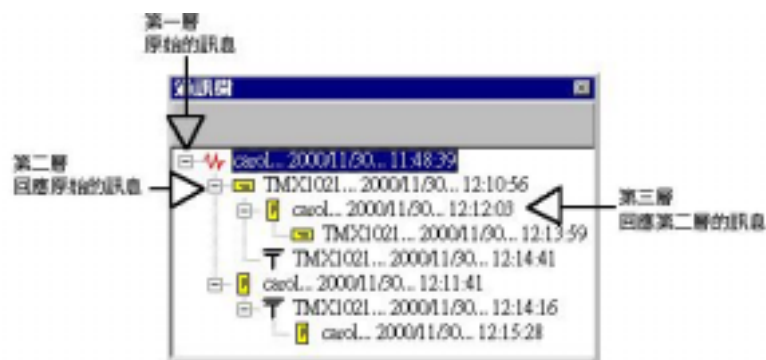 第一層
原始的訊息
carol... 2000/11/30... 11:48:39
第二層
回應原始的訊息
TMX1021... 2000/11/30... 12:10:56
carol... 2000/11/30... 12:12:03
第三層
回應第二層的訊息
TMX1021... 2000/11/30... 12:13:59
TMX1021... 2000/11/30... 12:14:41
carol... 2000/11/30... 12:11:41
TMX1021... 2000/11/30... 12:14:16
carol... 2000/11/30... 12:15:28